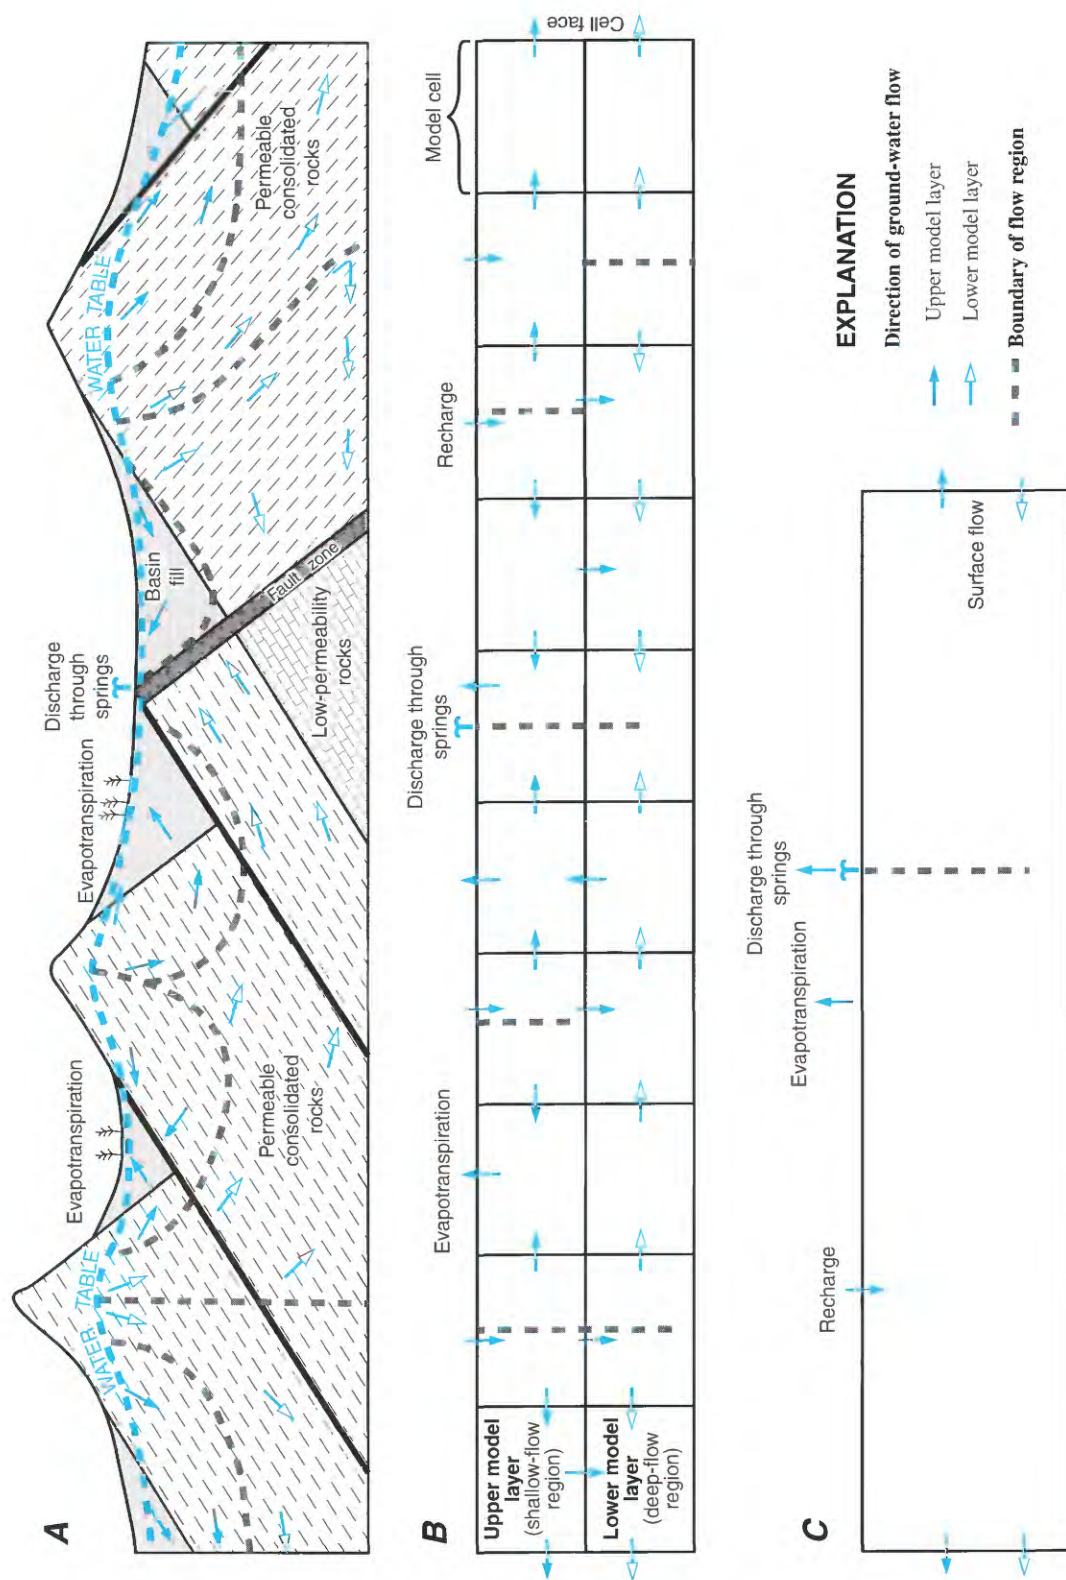 A
WATER TABLE
Evapotranspiration
Evapotranspiration
Discharge
through
springs
WATER TABLE
Basin
fill
Fault zone
Low-permeability
rocks
Permeable
consolidated
rocks
Permeable
consolidated
rocks
B
Evapotranspiration
Discharge through
springs
Recharge
Model cell
Cell face
Upper model
layer
(shallow-flow
region)
Lower model
layer
(deep-flow
region)
C
Recharge
Evapotranspiration
Discharge through
springs
Surface flow
EXPLANATION
Direction of ground-water flow
Upper model layer
Lower model layer
Boundary of flow region